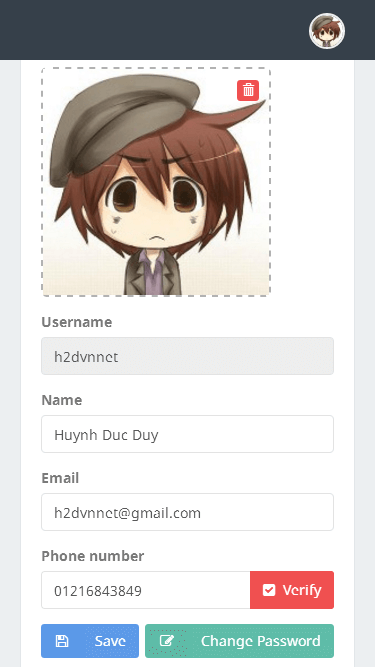 Username
h2dvnnet
Name
Huynh Duc Duy
Email
h2dvnnet@gmail.com
Phone number
01216843849
Verify
Save
Change Password